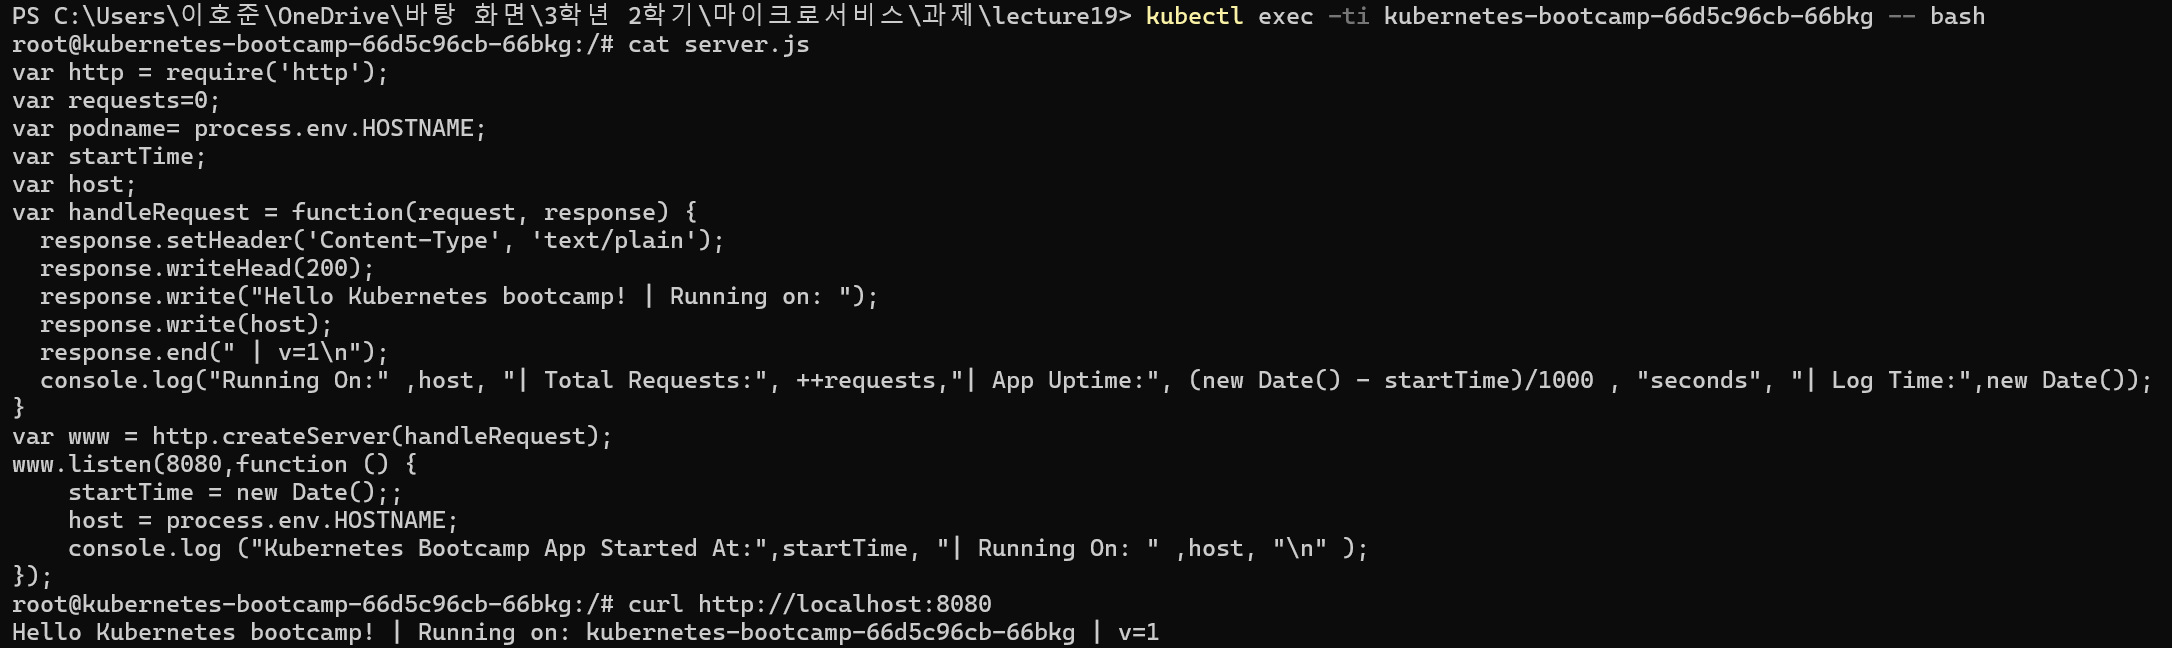 PS C:\Users\이호준\OneDrive\바탕 화면\3학년 2학기\마이크로서비스\과제\lecture19> kubectl exec -ti kubernetes-bootcamp-66d5c96cb-66bkg -- bash
root@kubernetes-bootcamp-66d5c96cb-66bkg:/# cat server.js
var http = require('http');
var requests=0;
var podname= process.env.HOSTNAME;
var startTime;
var host;
var handleRequest = function(request, response) {
  response.setHeader('Content-Type', 'text/plain');
  response.writeHead(200);
  response.write("Hello Kubernetes bootcamp! | Running on: ");
  response.write(host);
  response.end(" | v=1\n");
  console.log("Running On:" ,host, "| Total Requests:", ++requests,"| App Uptime:", (new Date() - startTime)/1000 , "seconds", "| Log Time:",new Date());
}
var www = http.createServer(handleRequest);
www.listen(8080,function () {
    startTime = new Date();;
    host = process.env.HOSTNAME;
    console.log ("Kubernetes Bootcamp App Started At:",startTime, "| Running On: " ,host, "\n" );
});
root@kubernetes-bootcamp-66d5c96cb-66bkg:/# curl http://localhost:8080
Hello Kubernetes bootcamp! | Running on: kubernetes-bootcamp-66d5c96cb-66bkg | v=1